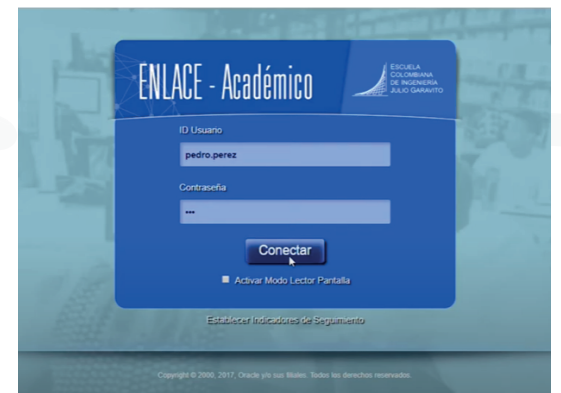 ENLACE - Académico
ESCUELA
COLOMBIANA
DE INGENIERÍA
JULIO GARAVITO
ID Usuario
pedro.perez
Contraseña
•••
Conectar
Activar Modo Lector Pantalla
Establecer Indicadores de Seguimiento
Copyright © 2000, 2017, Oracle y/o sus filiales. Todos los derechos reservados.